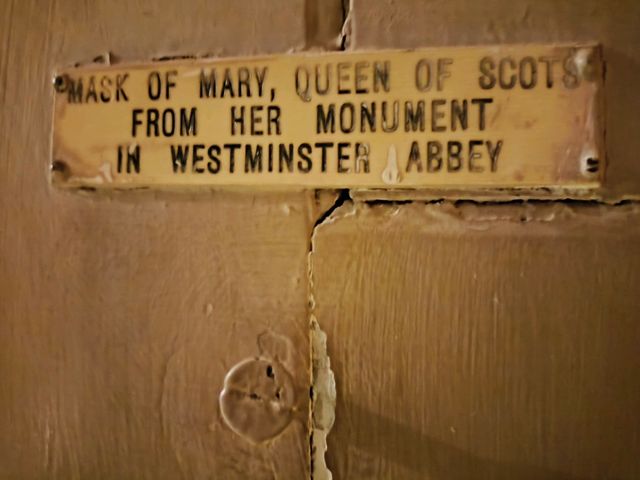 MASK OF MARY, QUEEN OF SCOTS
FROM HER MONUMENT
IN WESTMINSTER ABBEY